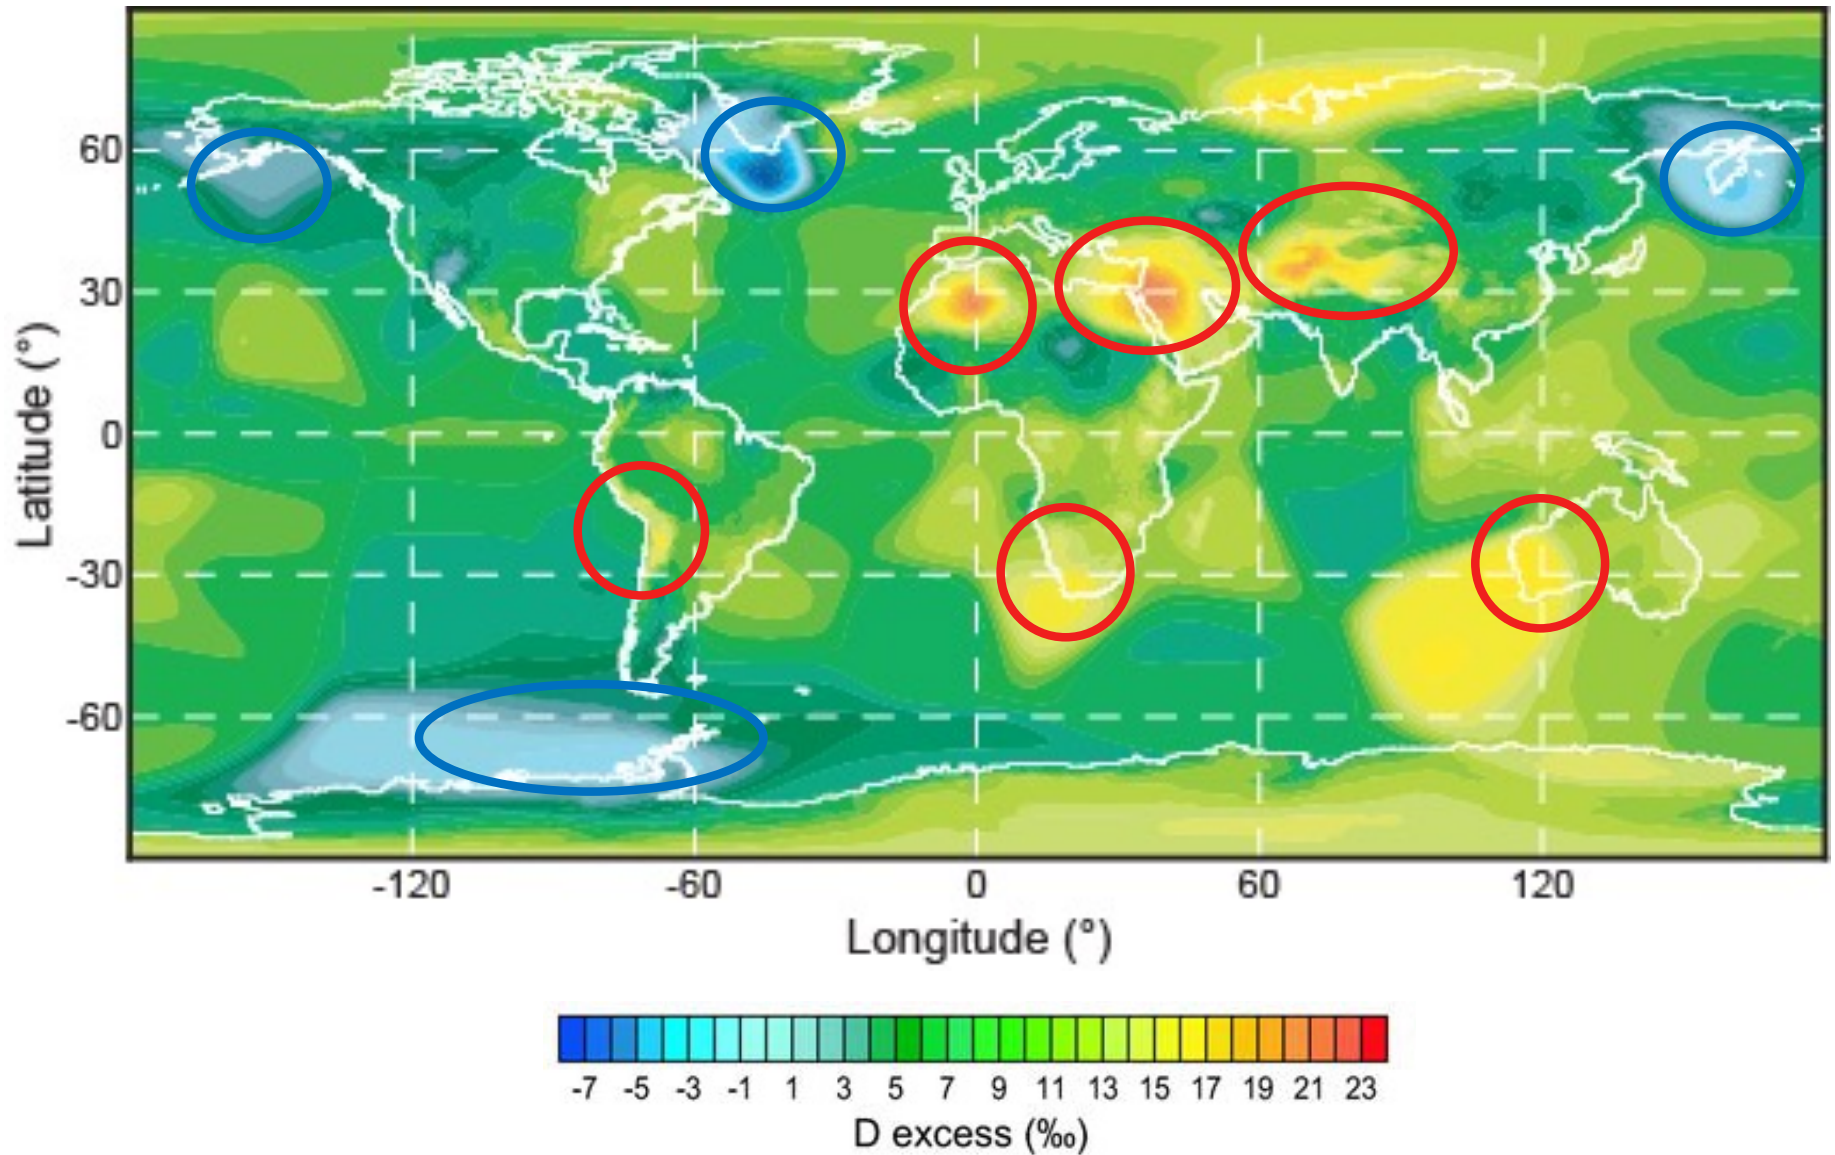 Latitude (°)
60
30
0
-30
-60
-120 -60 0 60 120
Longitude (°)
-7 -5 -3 -1 1 3 5 7 9 11 13 15 17 19 21 23
D excess (‰)